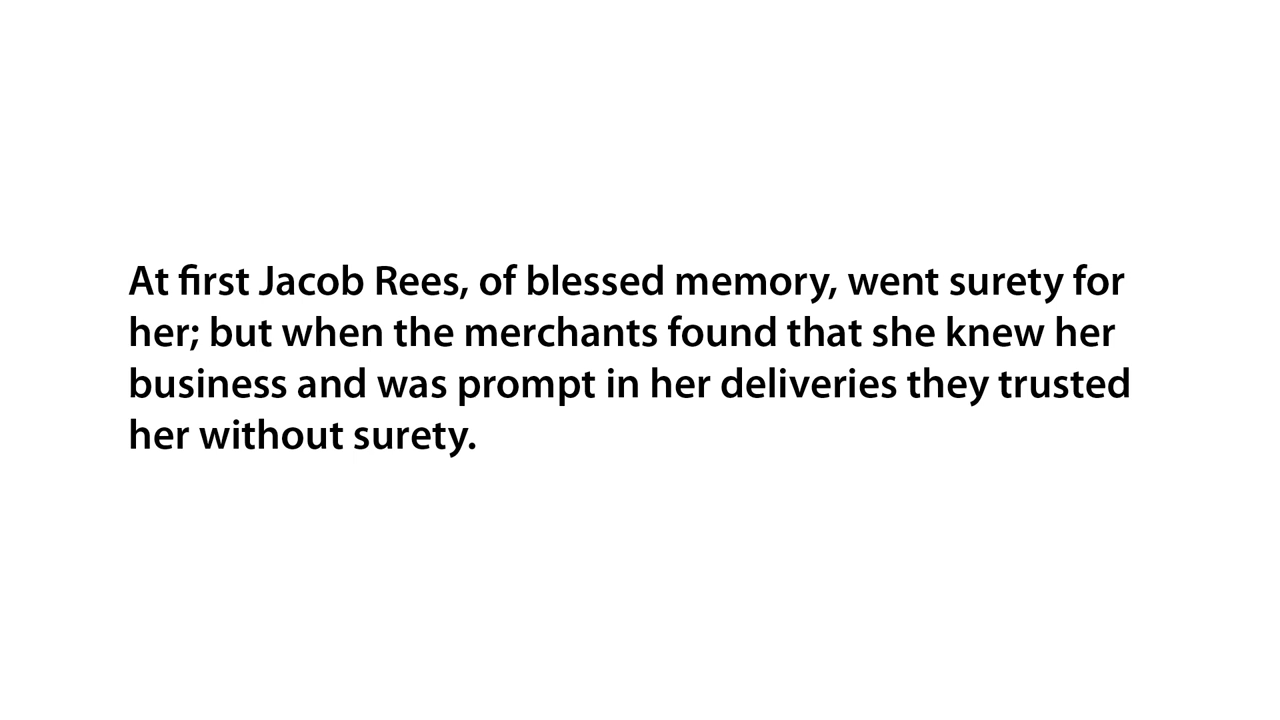 At first Jacob Rees, of blessed memory, went surety for
her; but when the merchants found that she knew her
business and was prompt in her deliveries they trusted
her without surety.